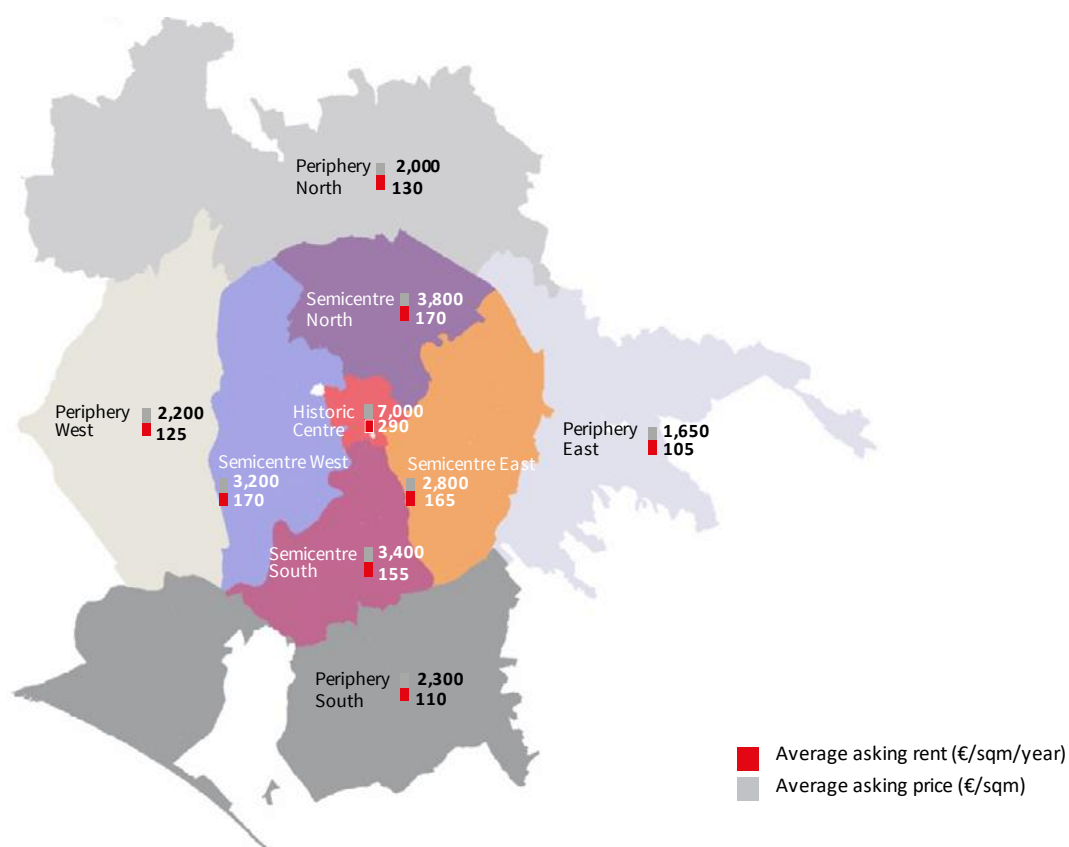 Periphery 2,000
North 130
Semicentre 3,800
North 170
Periphery 2,200
West 125
Historic 7,000
Centre 290
Periphery 1,650
East 105
Semicentre West
3,200
170
Semicentre East
2,800
165
Semicentre 3,400
South 155
Periphery 2,300
South 110
Average asking rent (€/sqm/year)
Average asking price (€/sqm)